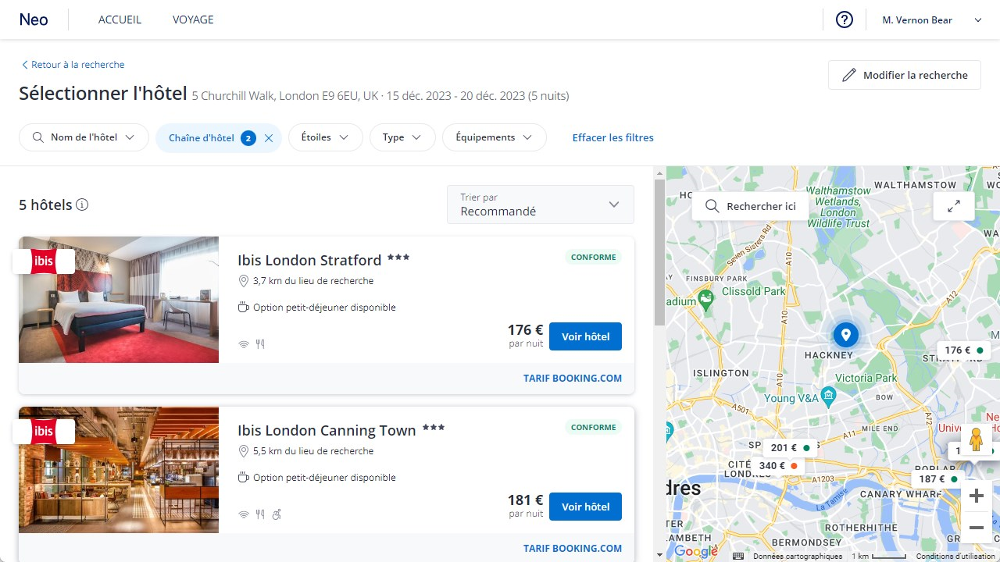 Neo
ACCUEIL
VOYAGE
M. Vernon Bear
Retour à la recherche
Sélectionner l'hôtel 5 Churchill Walk, London E9 6EU, UK · 15 déc. 2023 - 20 déc. 2023 (5 nuits)
Modifier la recherche
Nom de l'hôtel
Chaîne d'hôtel 2
Étoiles
Type
Équipements
Effacer les filtres
5 hôtels
Trier par
Recommandé
ibis
Ibis London Stratford
CONFORME
3,7 km du lieu de recherche
Option petit-déjeuner disponible
176 €
par nuit
Voir hôtel
TARIF BOOKING.COM
ibis
Ibis London Canning Town
CONFORME
5,5 km du lieu de recherche
Option petit-déjeuner disponible
181 €
par nuit
Voir hôtel
TARIF BOOKING.COM
Rechercher ici
WALTHAMSTOW
Walthamstow
Wetlands,
London
Wildlife Trust
Seven Sisters Rd
A10
FINSBURY PARK
Clissold Park
adium
A12
A10
HACKNEY
176 €
ISLINGTON
A10
Victoria Park
Young V&A
BOW
A501
A12
MILE END
A11
201 €
340 €
CITÉ
LONDRES
A1203
POPLAR
187 €
dres
La Tamise
CANARY WHARF
ROTHERHITHE
BERMONDSEY
Google
Données cartographiques
1 km
Conditions d'utilisation